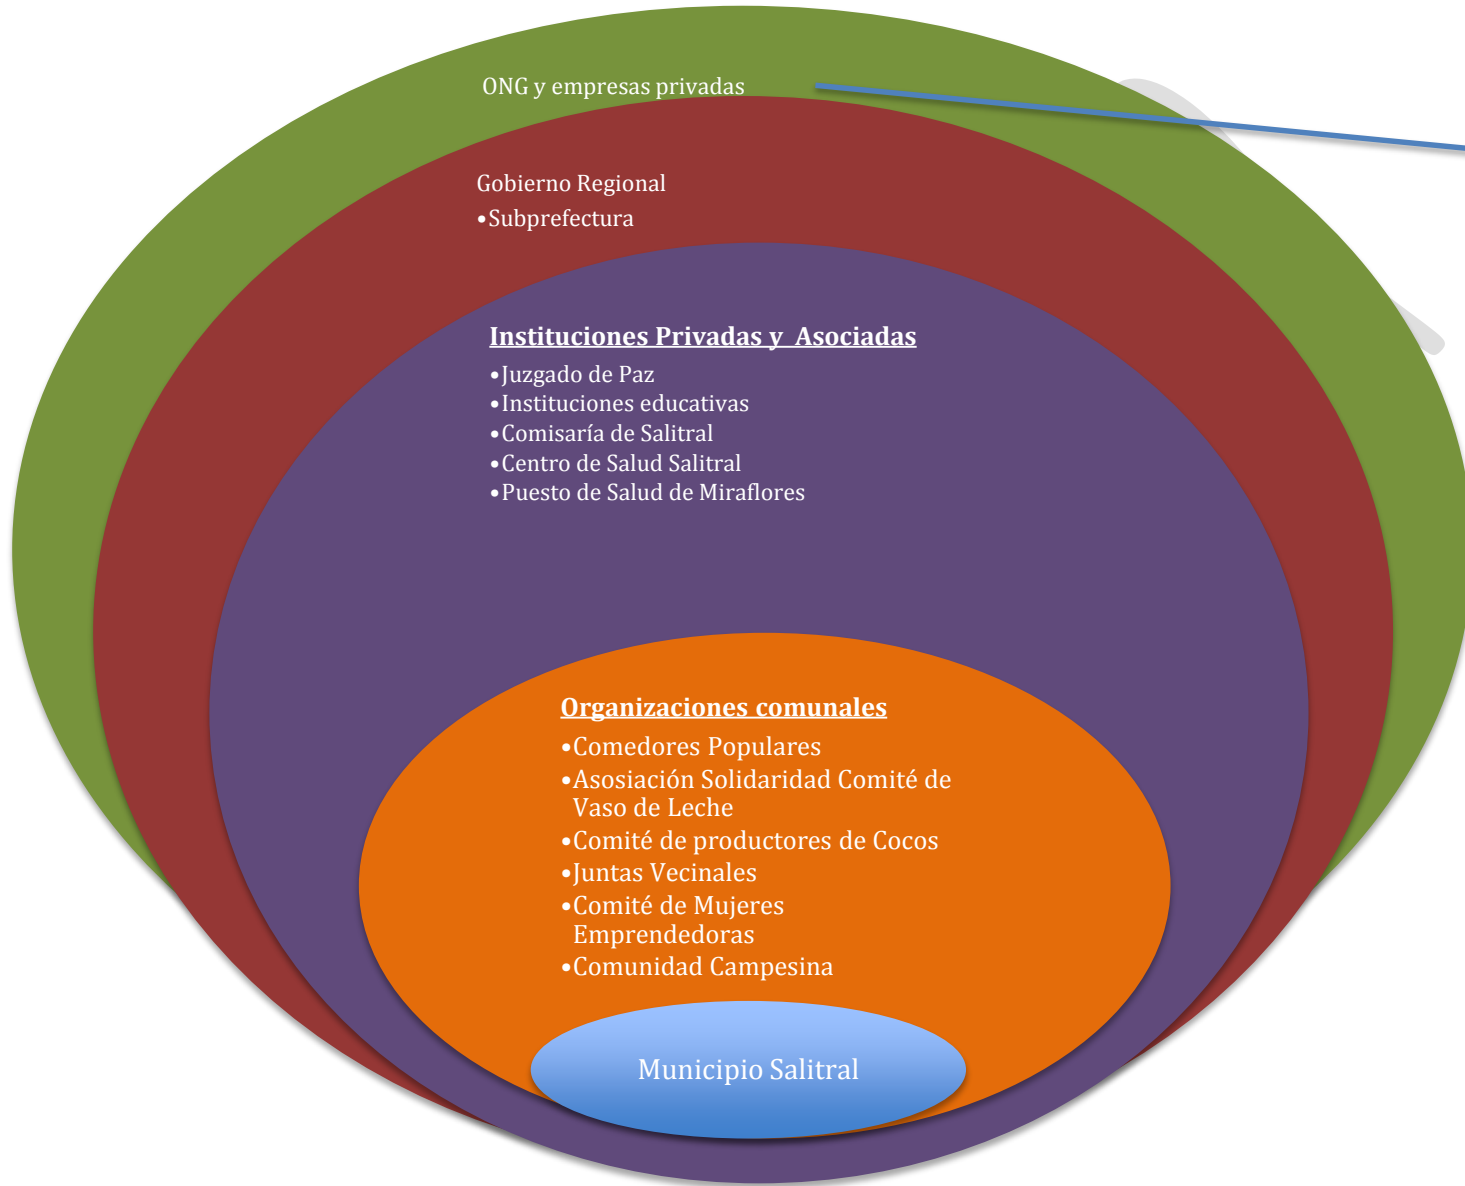 ONG y empresas privadas
Gobierno Regional
•Subprefectura
Instituciones Privadas y Asociadas
•Juzgado de Paz
•Instituciones educativas
•Comisaría de Salitral
•Centro de Salud Salitral
•Puesto de Salud de Miraflores
Organizaciones comunales
•Comedores Populares
•Asosiación Solidaridad Comité de
Vaso de Leche
•Comité de productores de Cocos
•Juntas Vecinales
•Comité de Mujeres
Emprendedoras
•Comunidad Campesina
Municipio Salitral